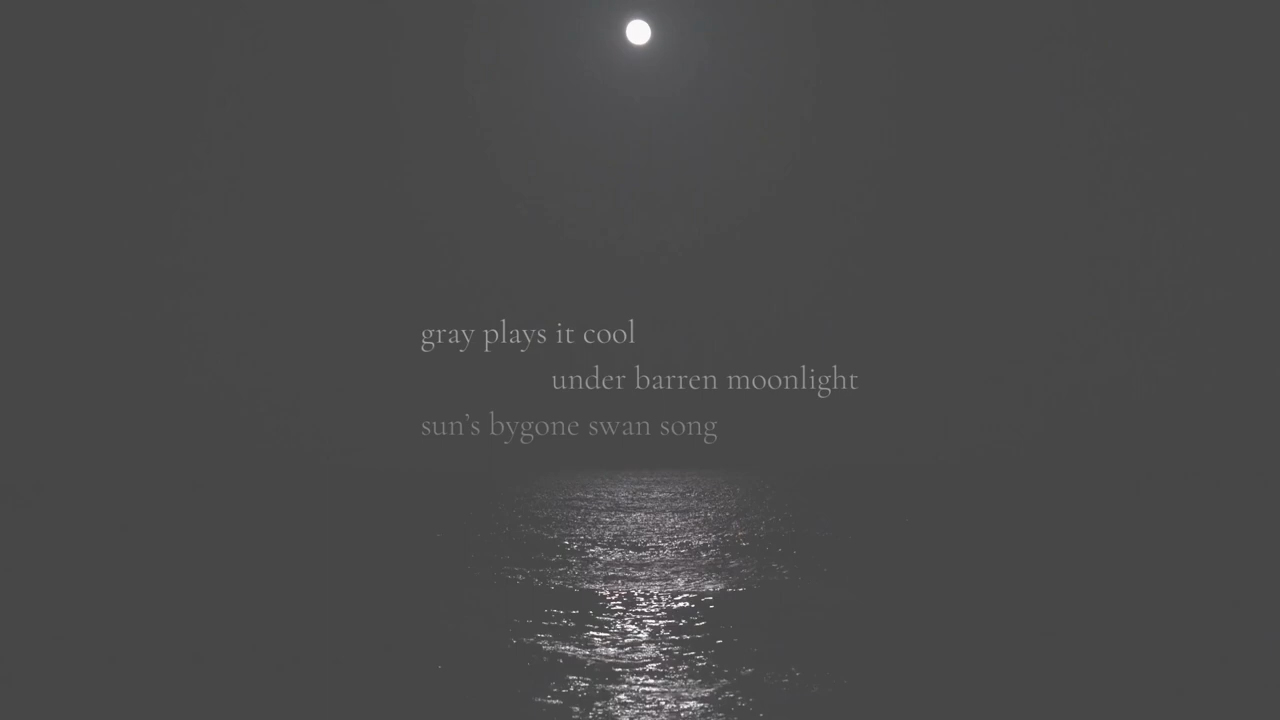 gray plays it cool
under barren moonlight
sun’s bygone swan song